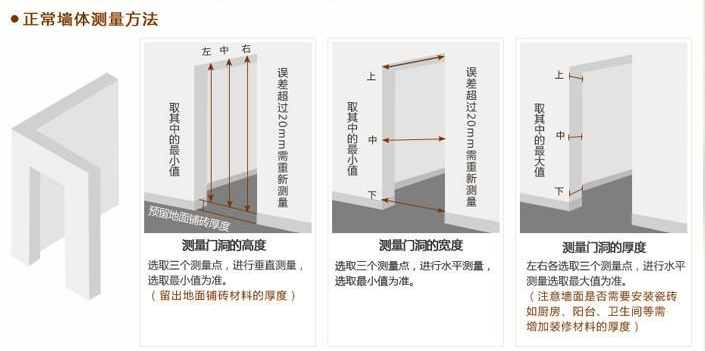 正常墙体测量方法
左 中 右
取其中的最小值
误差超过20mm需重新测量
预留地面铺砖厚度
测量门洞的高度
选取三个测量点，进行垂直测量，
选取最小值为准。
（留出地面铺砖材料的厚度）
上
中
下
取其中的最小值
误差超过20mm需重新测量
测量门洞的宽度
选取三个测量点，进行水平测量，
选取最小值为准。
上
中
下
取其中的最大值
测量门洞的厚度
左右各选取三个测量点，进行水平
测量选取最大值为准。
（注意墙面是否需要安装瓷砖
如厨房、阳台、卫生间等需
增加装修材料的厚度）